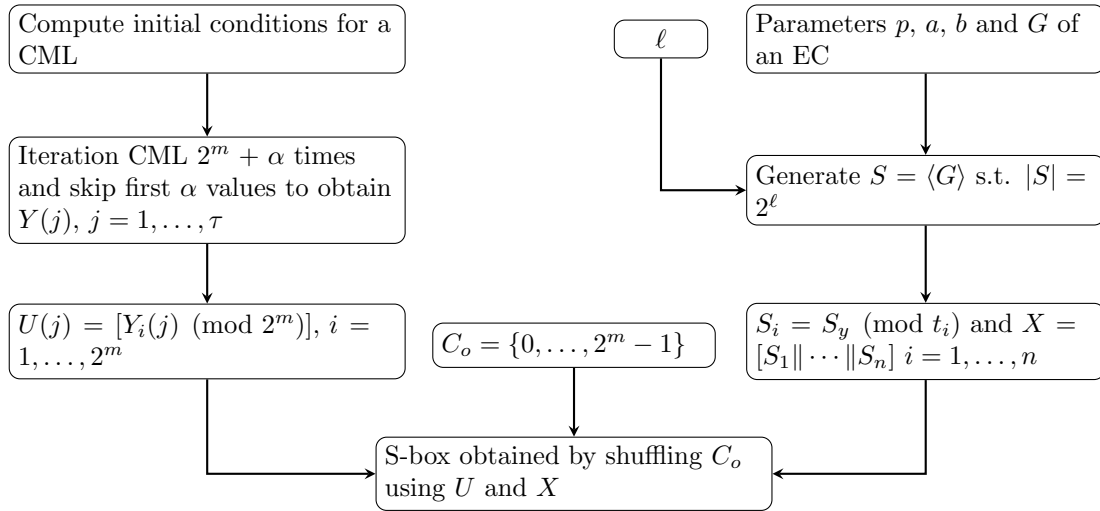 Compute initial conditions for a
CML
Iteration CML 2^m + α times
and skip first α values to obtain
Y(j), j = 1, . . . , τ
U(j) = [Y_i(j) (mod 2^m)], i =
1, . . . , 2^m
ℓ
Parameters p, a, b and G of
an EC
Generate S = ⟨G⟩ s.t. |S| =
2^ℓ
S_i = S_y (mod t_i) and X =
[S_1∥ · · · ∥S_n] i = 1, . . . , n
C_o = {0, . . . , 2^m − 1}
S-box obtained by shuffling C_o
using U and X